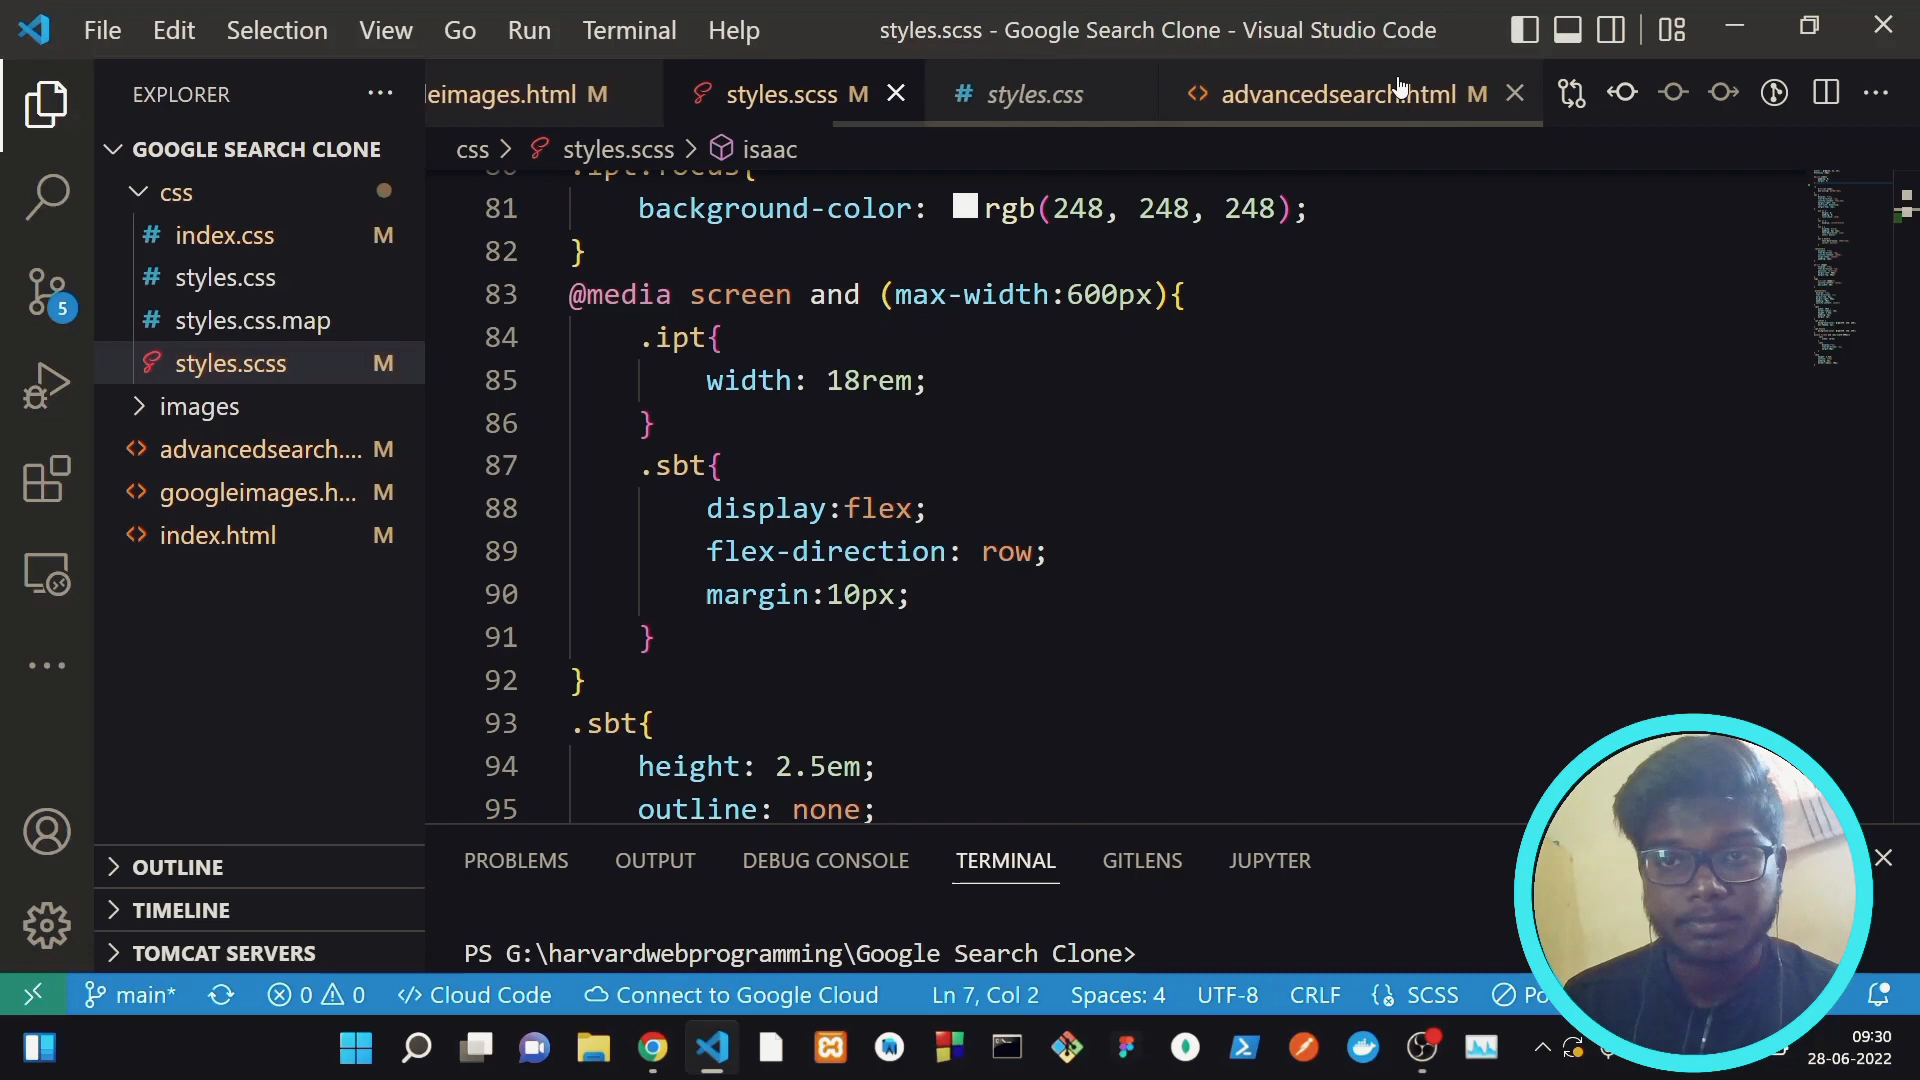 File Edit Selection View Go Run Terminal Help styles.scss - Google Search Clone - Visual Studio Code
EXPLORER
leimages.html M styles.scss M styles.css advancedsearch.html M
GOOGLE SEARCH CLONE
css > styles.scss > isaac
css
index.css M
styles.css
styles.css.map
styles.scss M
images
advancedsearch.... M
googleimages.h... M
index.html M
OUTLINE
TIMELINE
TOMCAT SERVERS
5
.ipt:focus{
81 background-color: rgb(248, 248, 248);
82 }
83 @media screen and (max-width:600px){
84 .ipt{
85 width: 18rem;
86 }
87 .sbt{
88 display:flex;
89 flex-direction: row;
90 margin:10px;
91 }
92 }
93 .sbt{
94 height: 2.5em;
95 outline: none;
PROBLEMS OUTPUT DEBUG CONSOLE TERMINAL GITLENS JUPYTER
PS G:\harvardwebprogramming\Google Search Clone>
main* 0 0 Cloud Code Connect to Google Cloud Ln 7, Col 2 Spaces: 4 UTF-8 CRLF SCSS Po
09:30
28-06-2022